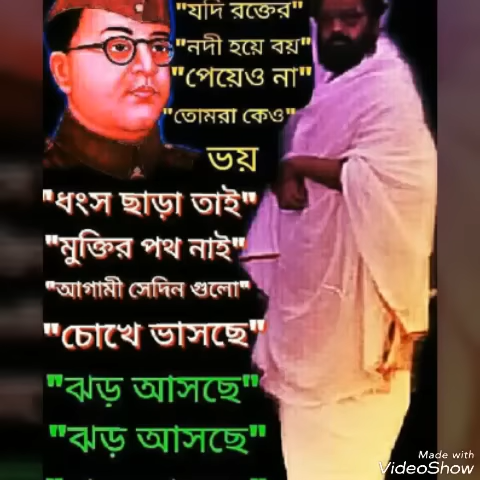 "যদি রক্তের"
"নদী হয়ে বয়"
"পেয়েও না"
"তোমরা কেও"
ভয়
"ধংস ছাড়া তাই"
"মুক্তির পথ নাই"
"আগামী সেদিন গুলো"
"চোখে ভাসছে"
"ঝড় আসছে"
"ঝড় আসছে"
Made with
VideoShow